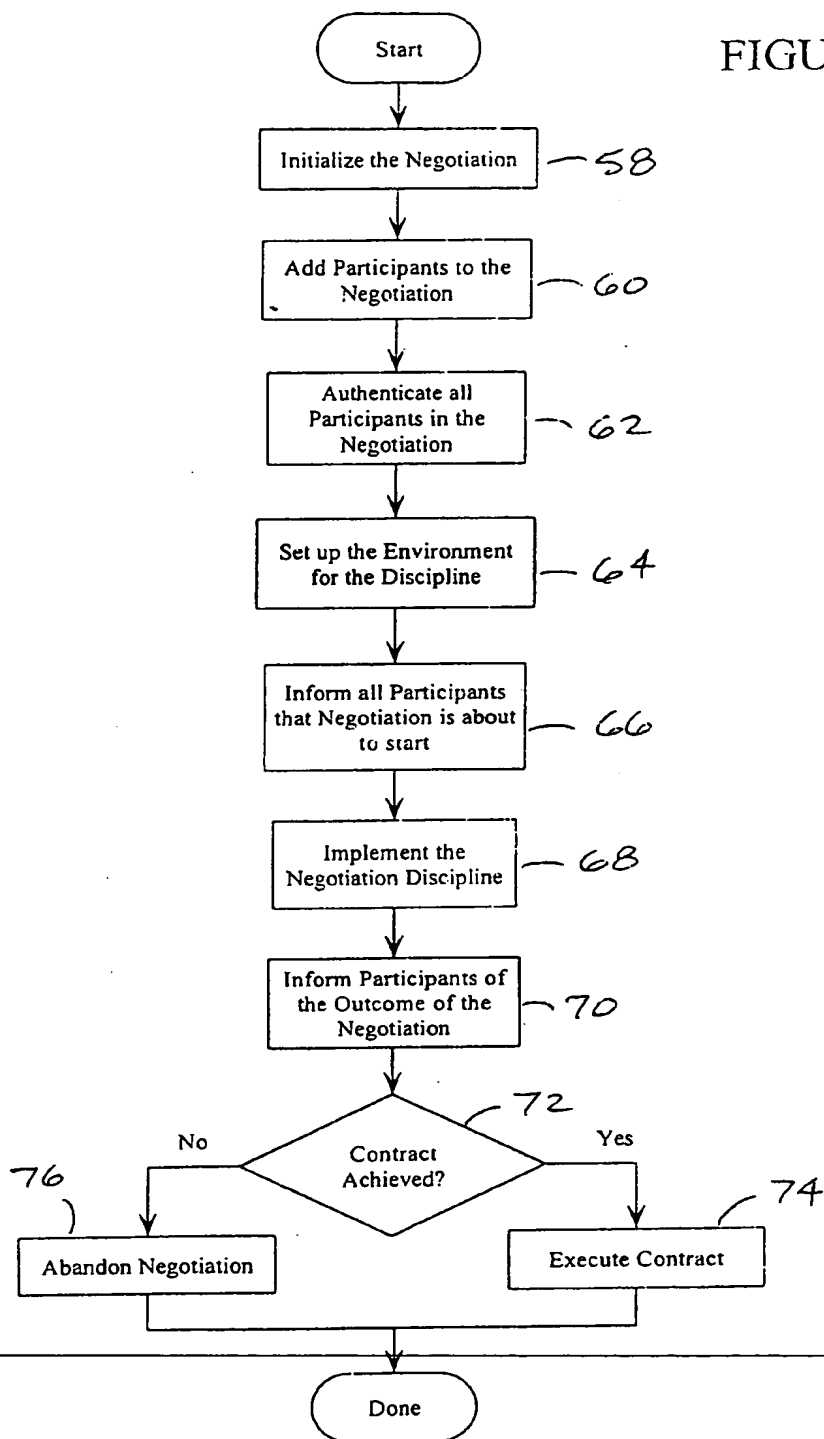 Start
FIGU
Initialize the Negotiation
58
Add Participants to the
Negotiation
60
Authenticate all
Participants in the
Negotiation
62
Set up the Environment
for the Discipline
64
Inform all Participants
that Negotiation is about
to start
66
Implement the
Negotiation Discipline
68
Inform Participants of
the Outcome of the
Negotiation
70
72
No
Yes
Contract
Achieved?
76
74
Abandon Negotiation
Execute Contract
Done